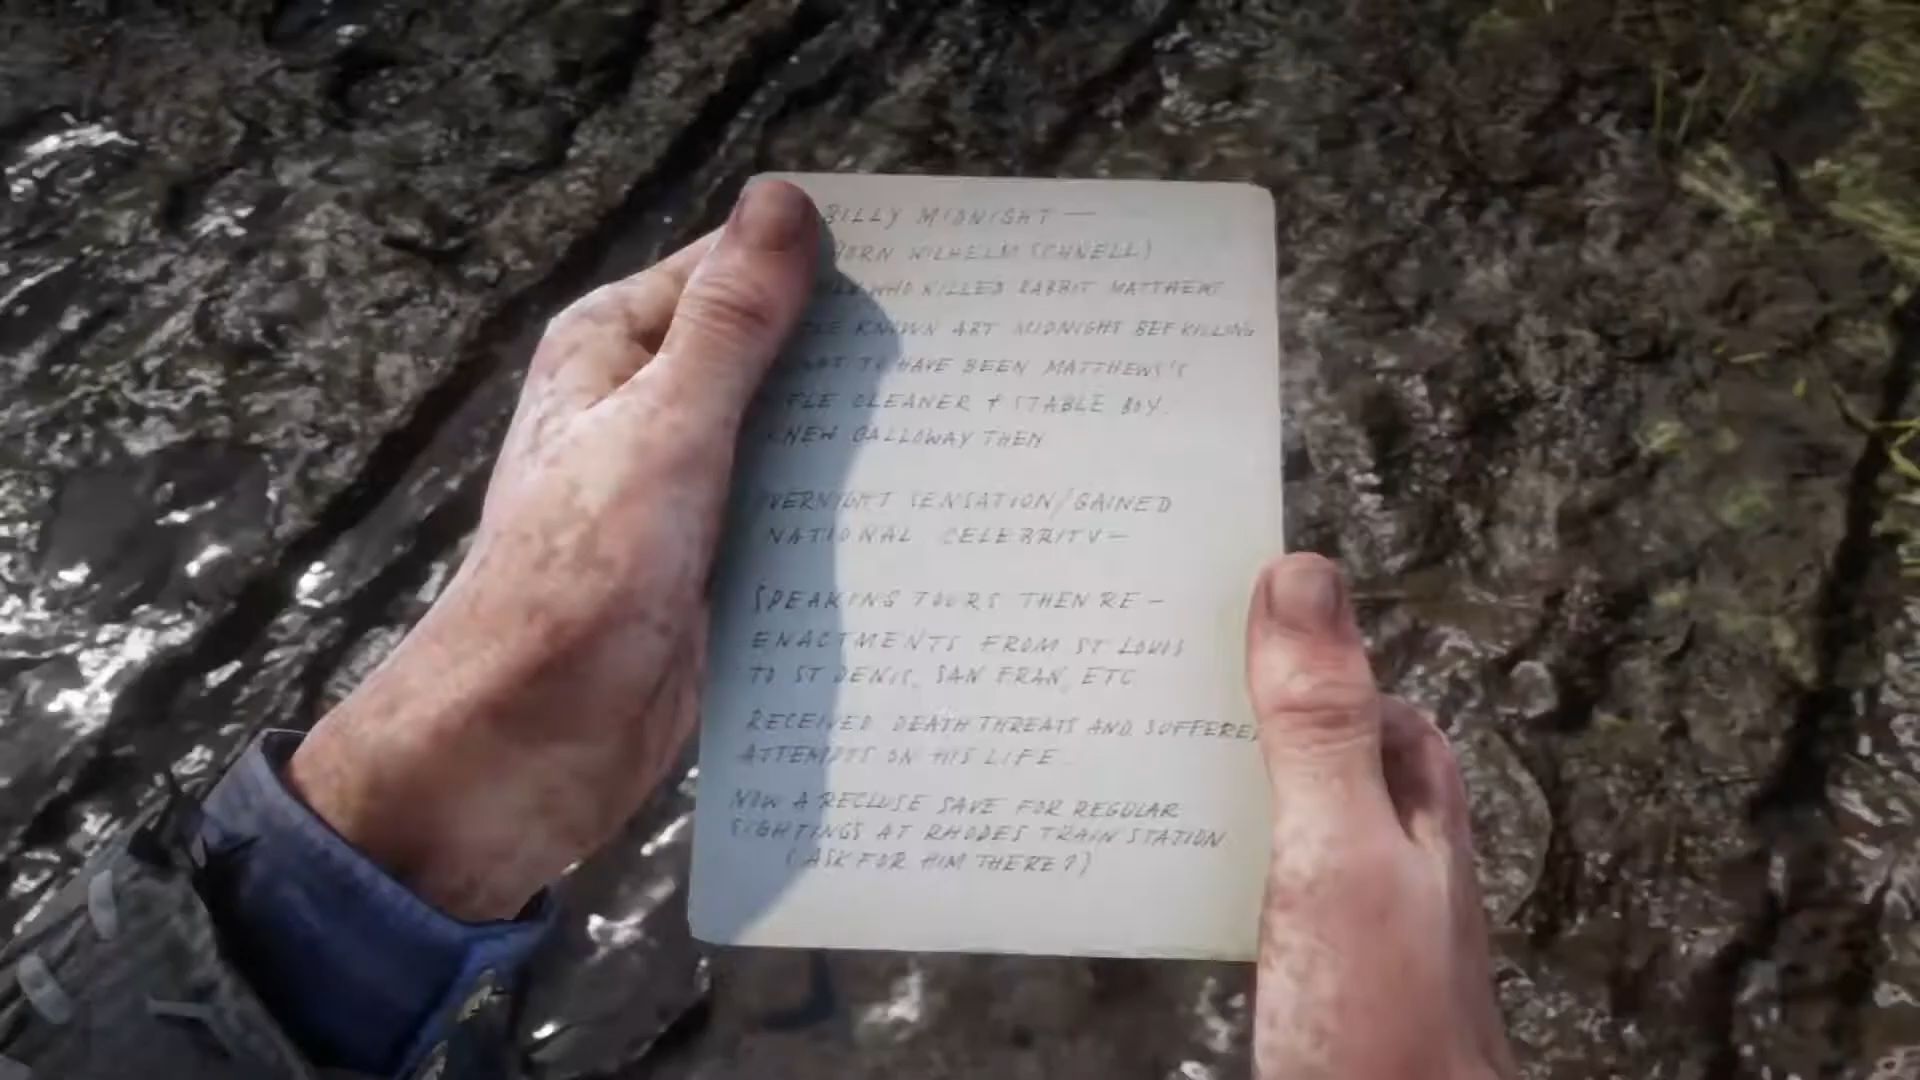 BILLY MIDNIGHT —
BORN WILHELM SCHNELL)
WHO KILLED RABBIT MATTHEWS
KNOWN ABT MIDNIGHT BEF KILLING
TO HAVE BEEN MATTHEWS'S
CLEANER + STABLE BOY.
KNEW CALLOWAY THEN
OVERNIGHT SENSATION/GAINED
NATIONAL CELEBRITY—
SPEAKING TOURS THEN RE-
ENACTMENTS FROM ST LOUIS
TO ST DENIS, SAN FRAN, ETC.
RECEIVED DEATH THREATS AND SUFFERED
ATTEMPTS ON HIS LIFE
NOW A RECLUSE SAVE FOR REGULAR
SIGHTINGS AT RHODES TRAIN STATION
(ASK FOR HIM THERE?)